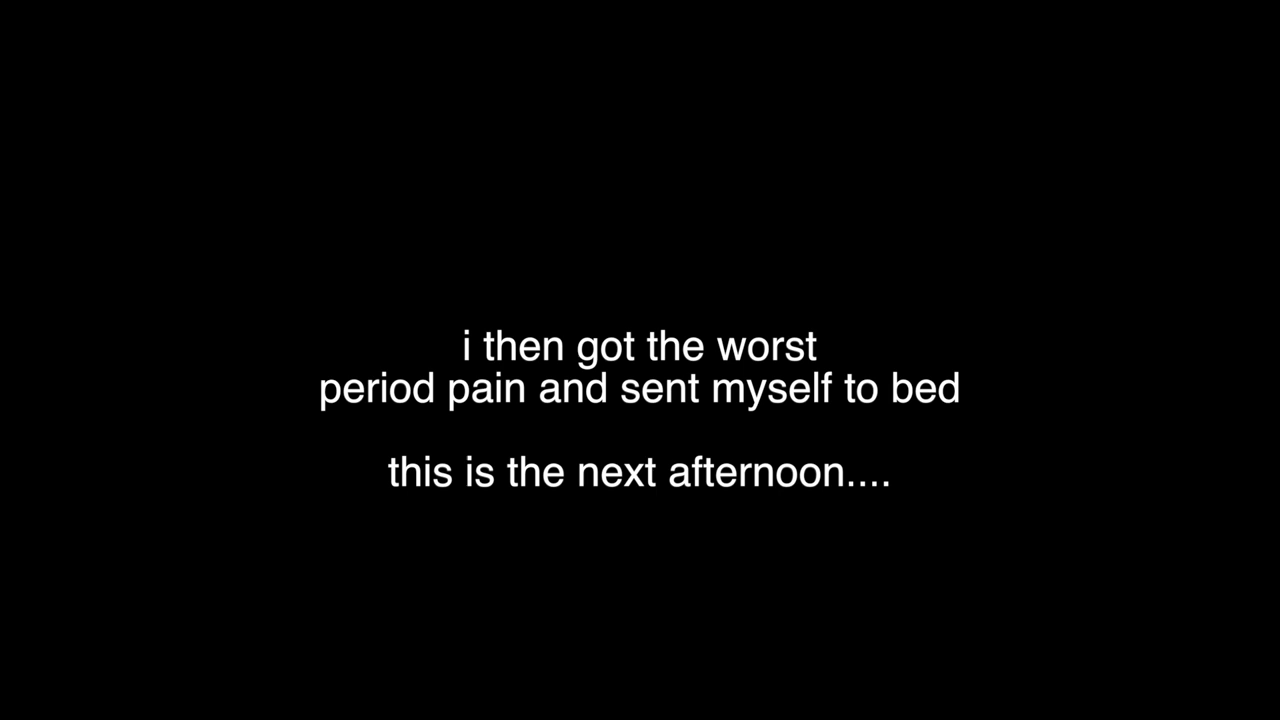 i then got the worst
period pain and sent myself to bed
this is the next afternoon....